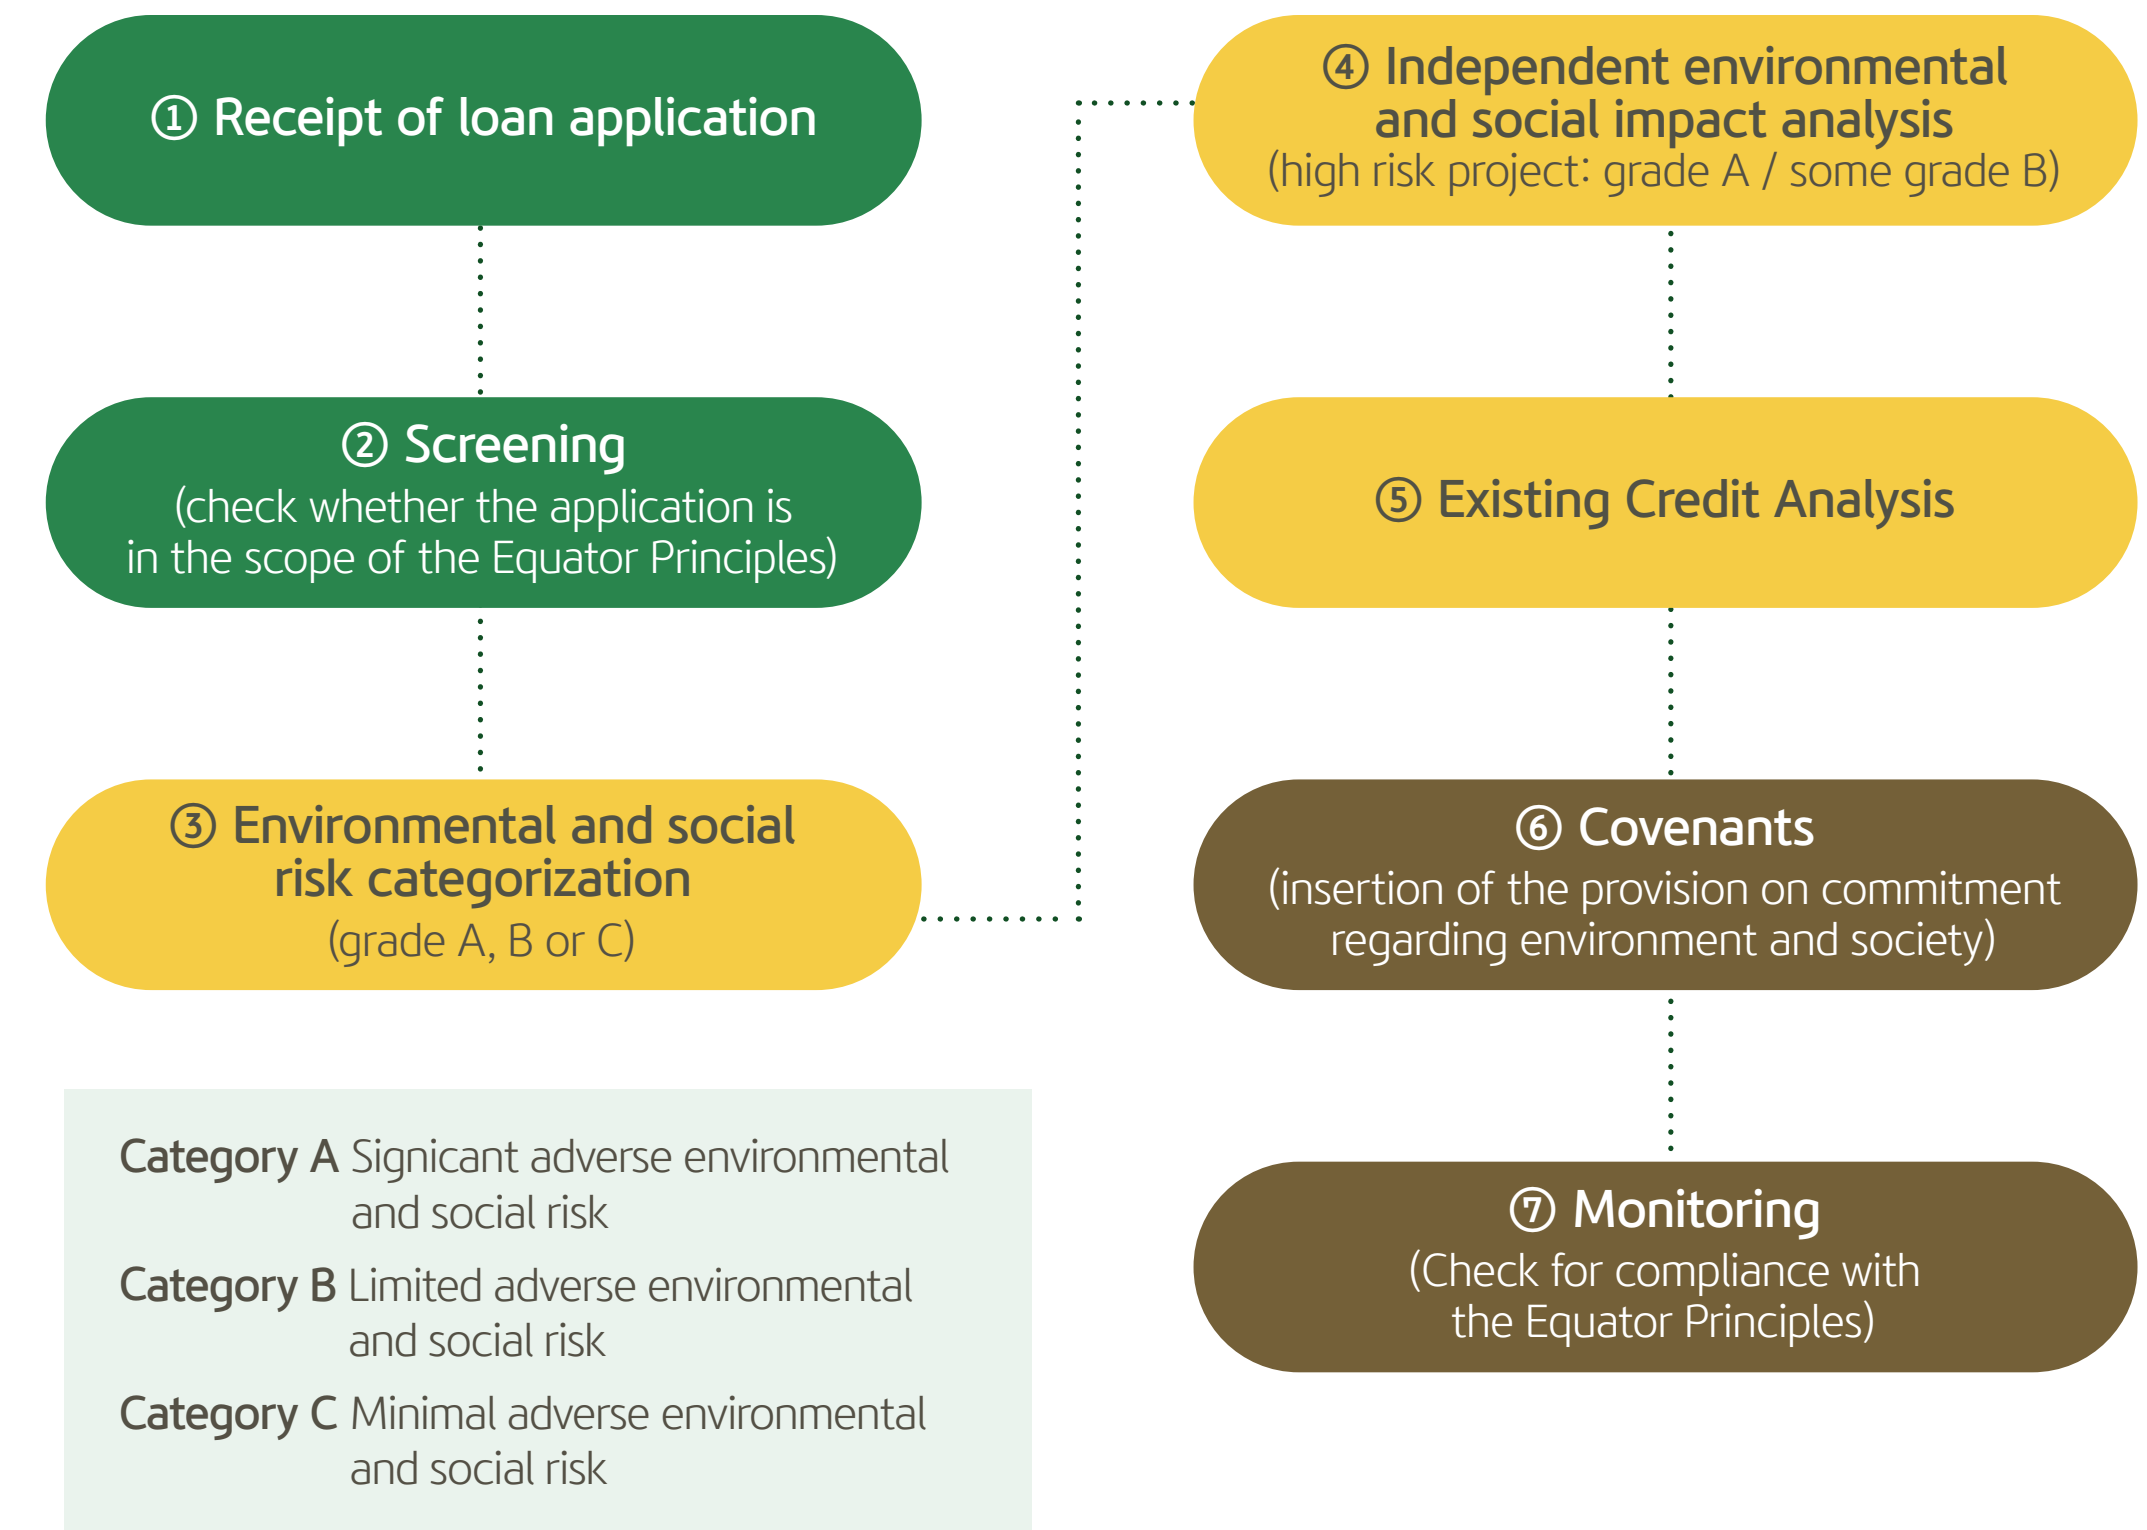 ① Receipt of loan application
② Screening
(check whether the application is
in the scope of the Equator Principles)
③ Environmental and social
risk categorization
(grade A, B or C)
④ Independent environmental
and social impact analysis
(high risk project: grade A / some grade B)
⑤ Existing Credit Analysis
⑥ Covenants
(insertion of the provision on commitment
regarding environment and society)
⑦ Monitoring
(Check for compliance with
the Equator Principles)
Category A Signicant adverse environmental
and social risk
Category B Limited adverse environmental
and social risk
Category C Minimal adverse environmental
and social risk